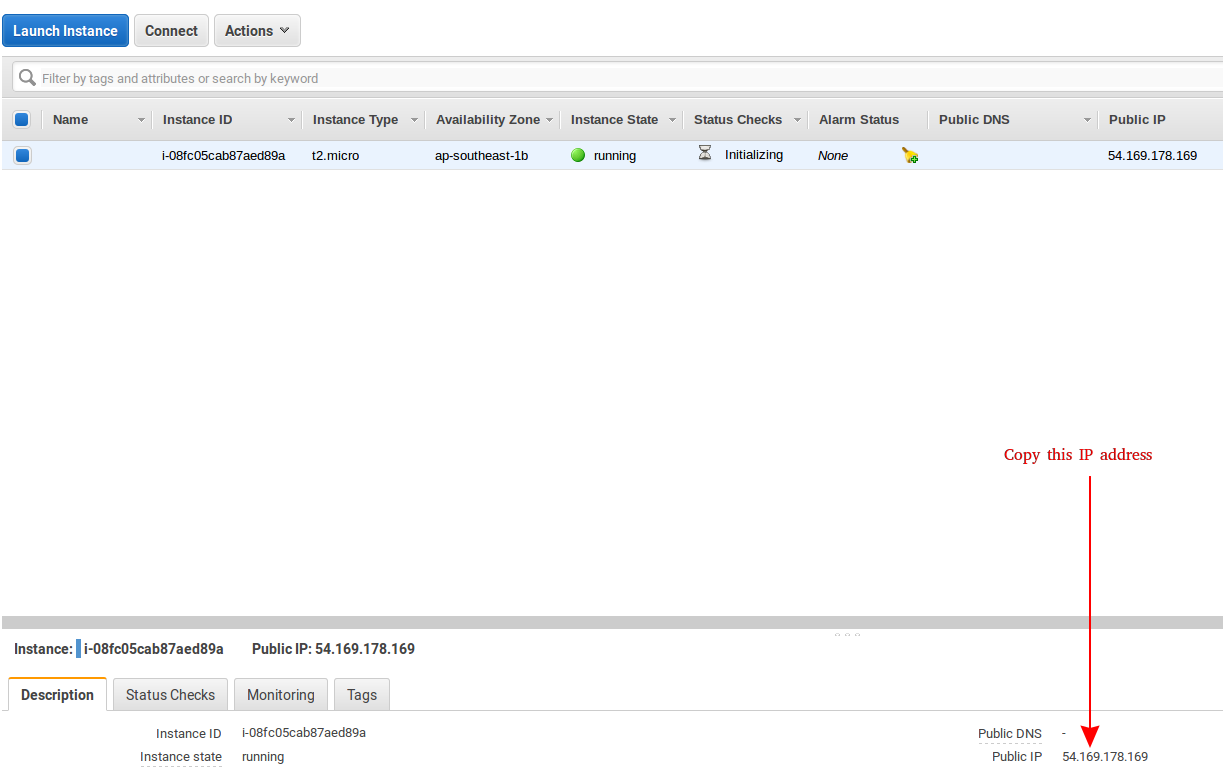 Launch Instance Connect Actions
Filter by tags and attributes or search by keyword
Name Instance ID Instance Type Availability Zone Instance State Status Checks Alarm Status Public DNS Public IP
i-08fc05cab87aed89a t2.micro ap-southeast-1b running Initializing None 54.169.178.169
Copy this IP address
Instance: i-08fc05cab87aed89a Public IP: 54.169.178.169
Description Status Checks Monitoring Tags
Instance ID i-08fc05cab87aed89a Public DNS -
Instance state running Public IP 54.169.178.169